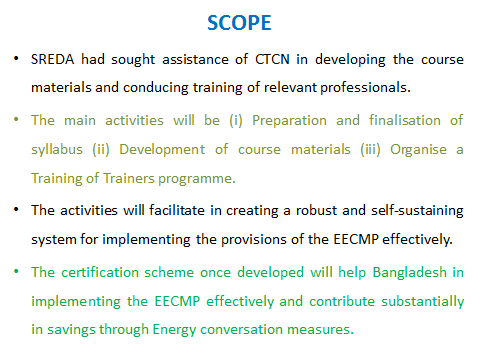 SCOPE
• SREDA had sought assistance of CTCN in developing the course
materials and conducing training of relevant professionals.
• The main activities will be (i) Preparation and finalisation of
syllabus (ii) Development of course materials (iii) Organise a
Training of Trainers programme.
• The activities will facilitate in creating a robust and self-sustaining
system for implementing the provisions of the EECMP effectively.
• The certification scheme once developed will help Bangladesh in
implementing the EECMP effectively and contribute substantially
in savings through Energy conversation measures.